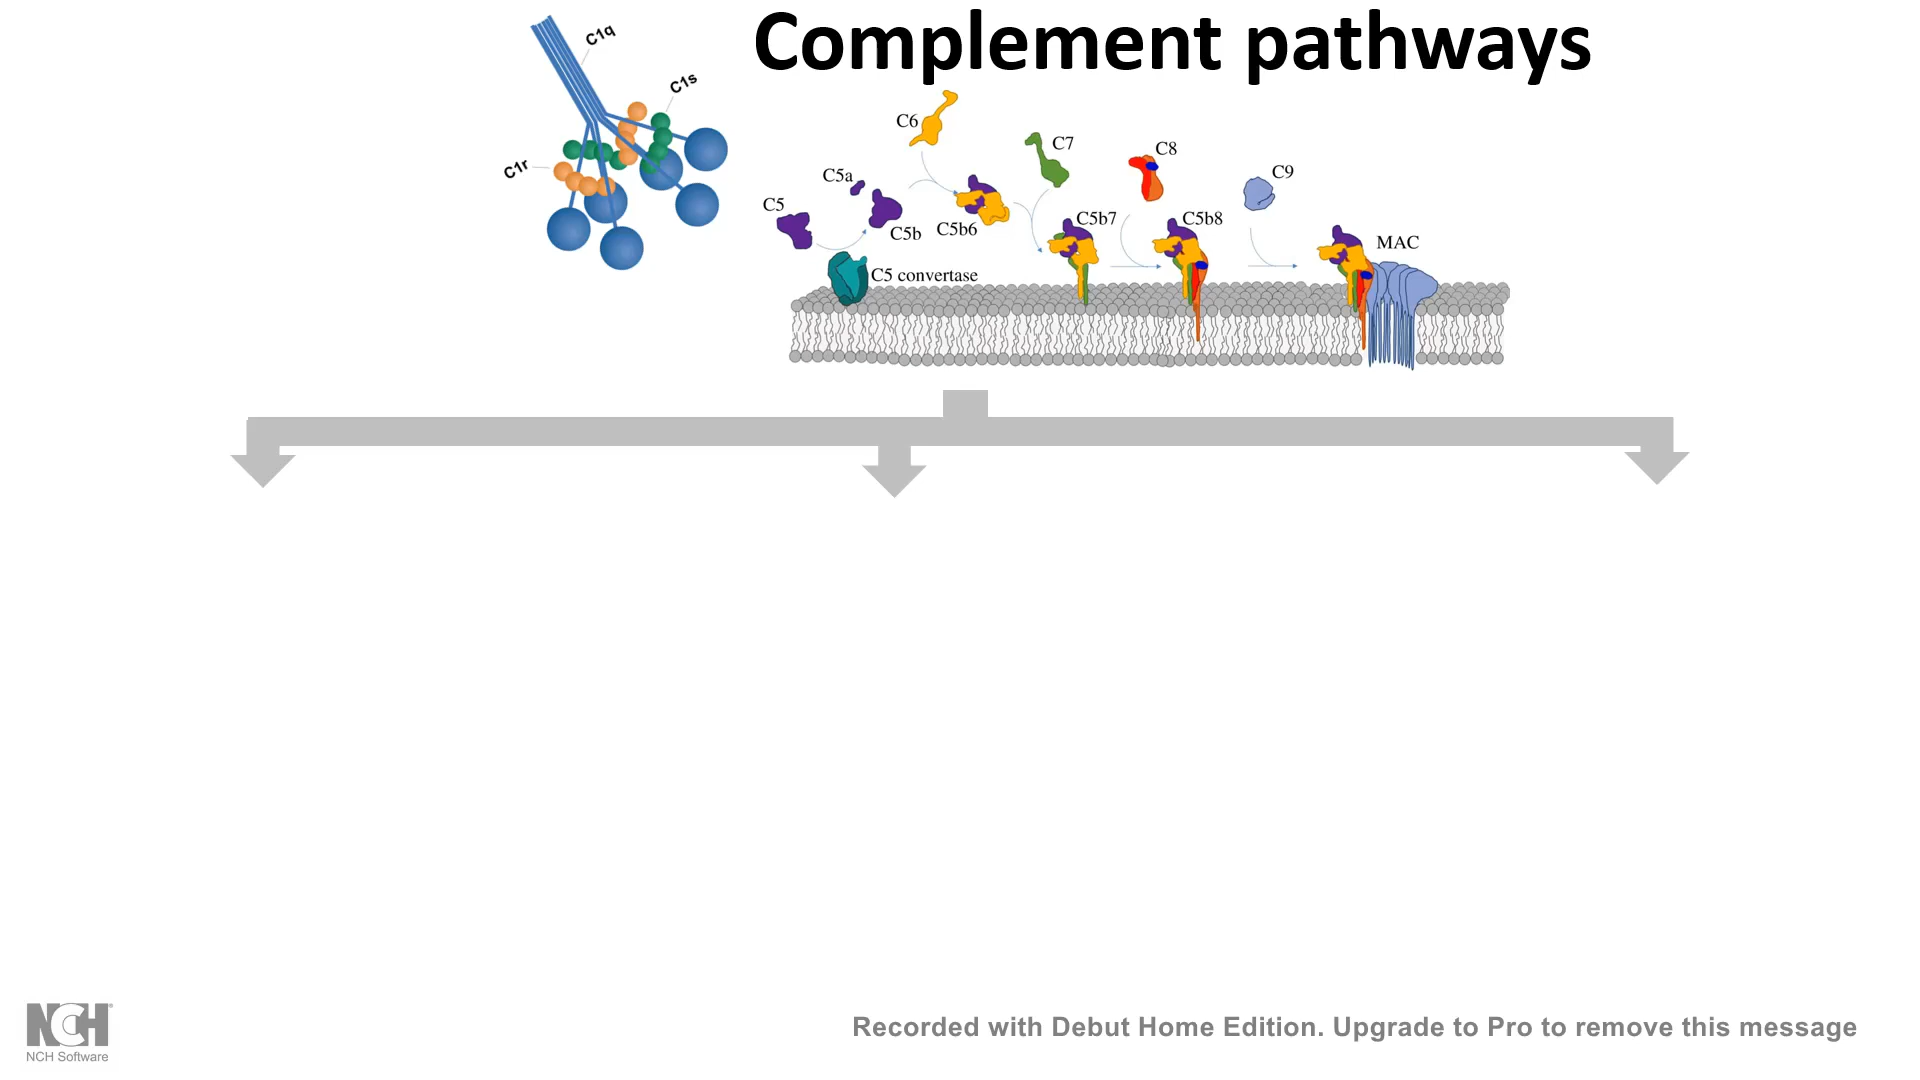 Complement pathways
C1q
C1s
C1r
C6
C7
C8
C9
C5a
C5
C5b
C5b6
C5b7
C5b8
MAC
C5 convertase
NCH
NCH Software
Recorded with Debut Home Edition. Upgrade to Pro to remove this message